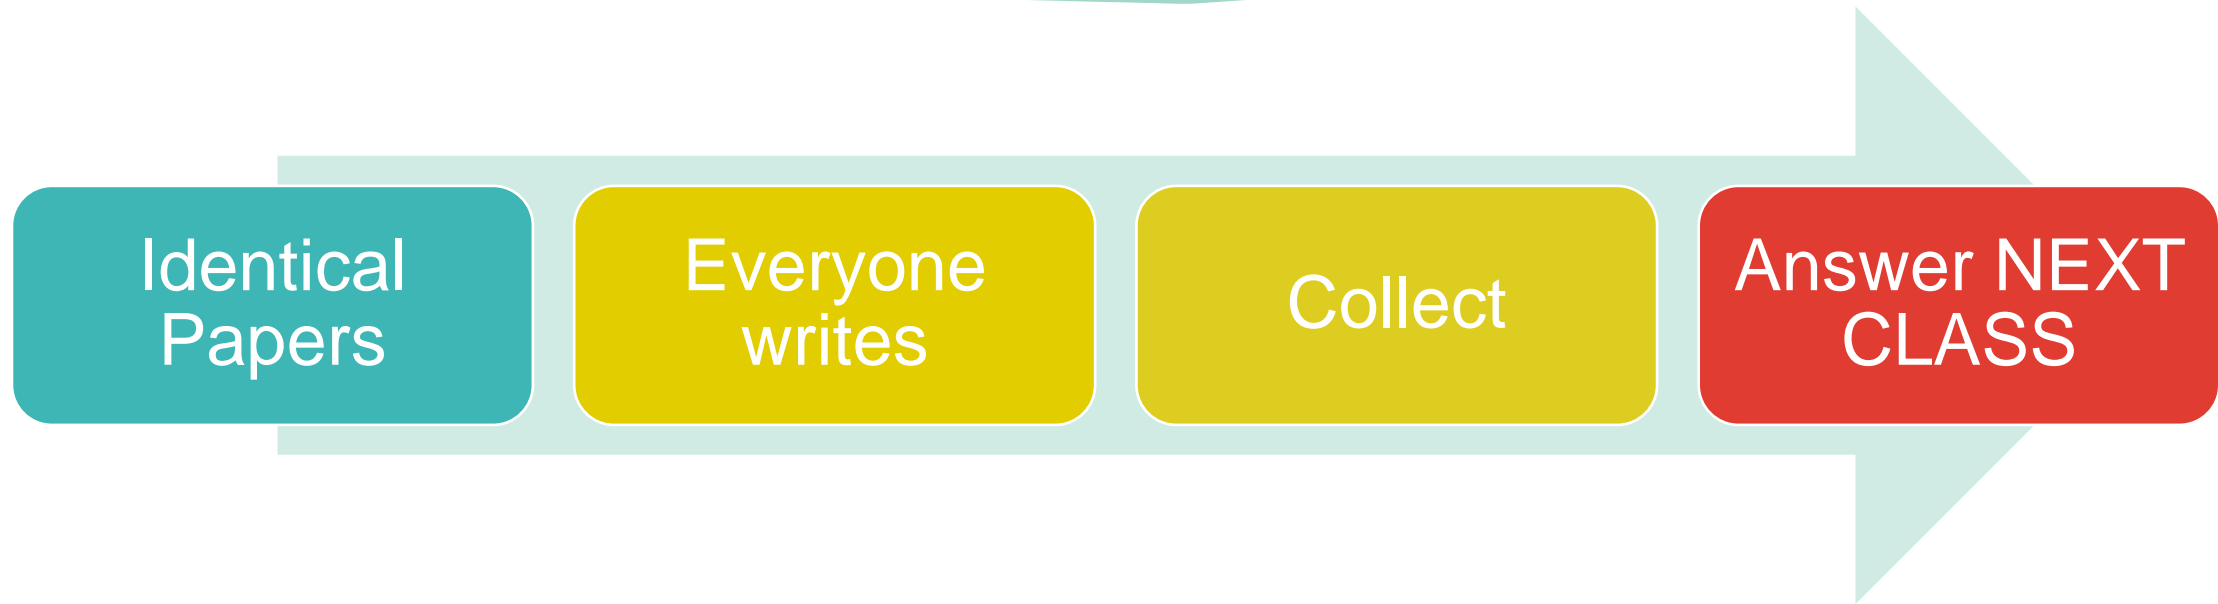 Identical
Papers
Everyone
writes
Collect
Answer NEXT
CLASS